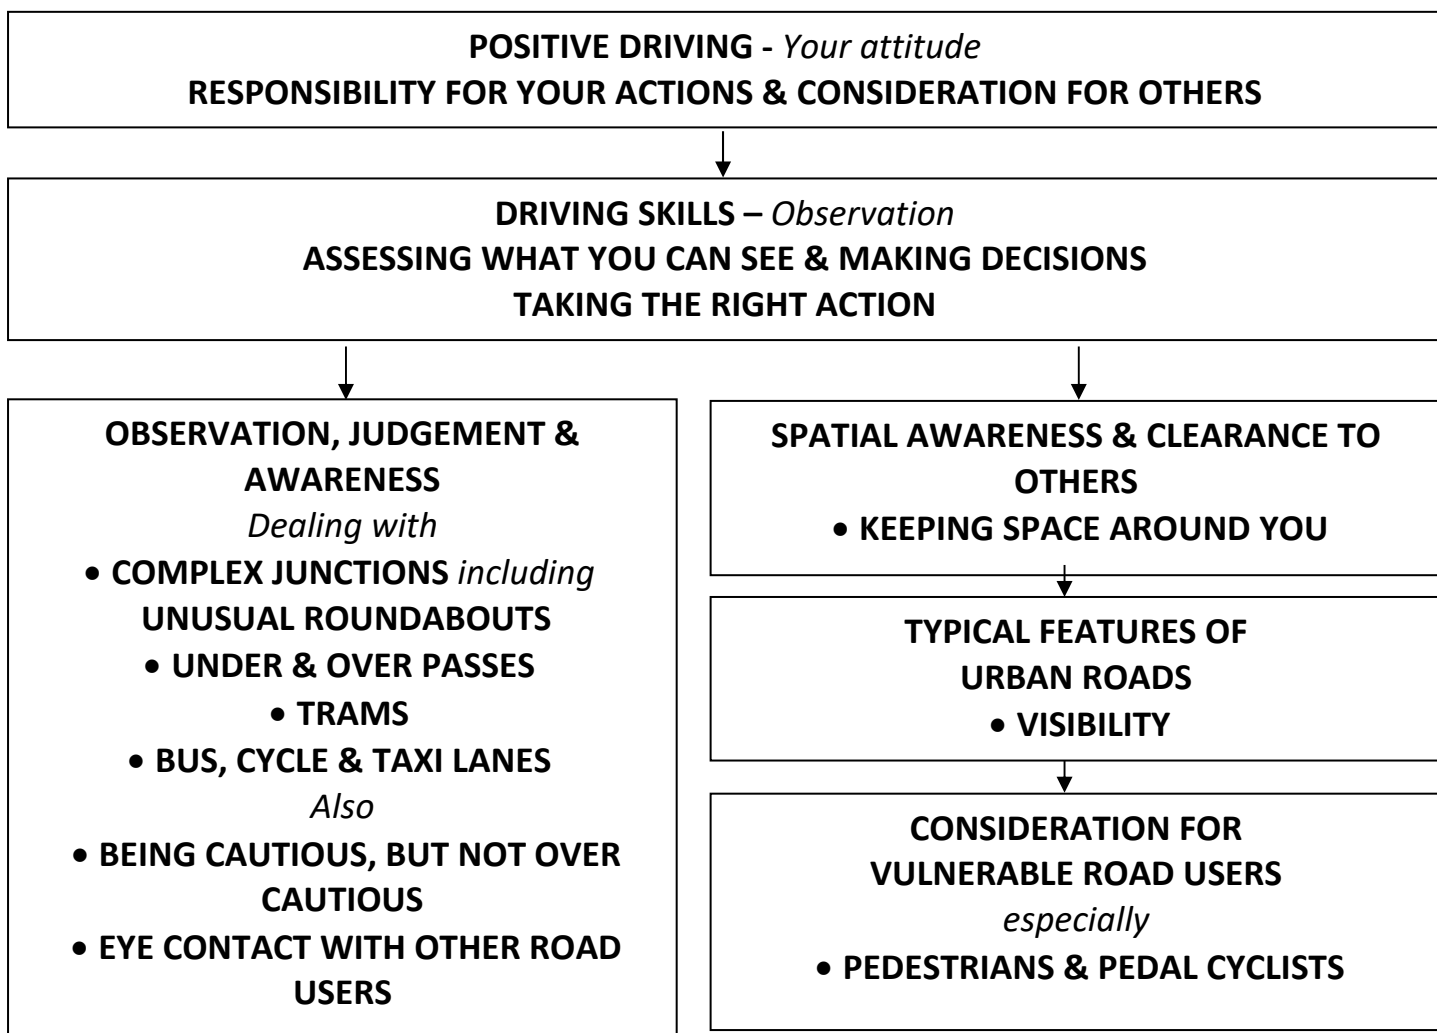 POSITIVE DRIVING - Your attitude
RESPONSIBILITY FOR YOUR ACTIONS & CONSIDERATION FOR OTHERS
DRIVING SKILLS – Observation
ASSESSING WHAT YOU CAN SEE & MAKING DECISIONS
TAKING THE RIGHT ACTION
OBSERVATION, JUDGEMENT &
AWARENESS
Dealing with
• COMPLEX JUNCTIONS including
UNUSUAL ROUNDABOUTS
• UNDER & OVER PASSES
• TRAMS
• BUS, CYCLE & TAXI LANES
Also
• BEING CAUTIOUS, BUT NOT OVER
CAUTIOUS
• EYE CONTACT WITH OTHER ROAD
USERS
SPATIAL AWARENESS & CLEARANCE TO
OTHERS
• KEEPING SPACE AROUND YOU
TYPICAL FEATURES OF
URBAN ROADS
• VISIBILITY
CONSIDERATION FOR
VULNERABLE ROAD USERS
especially
• PEDESTRIANS & PEDAL CYCLISTS